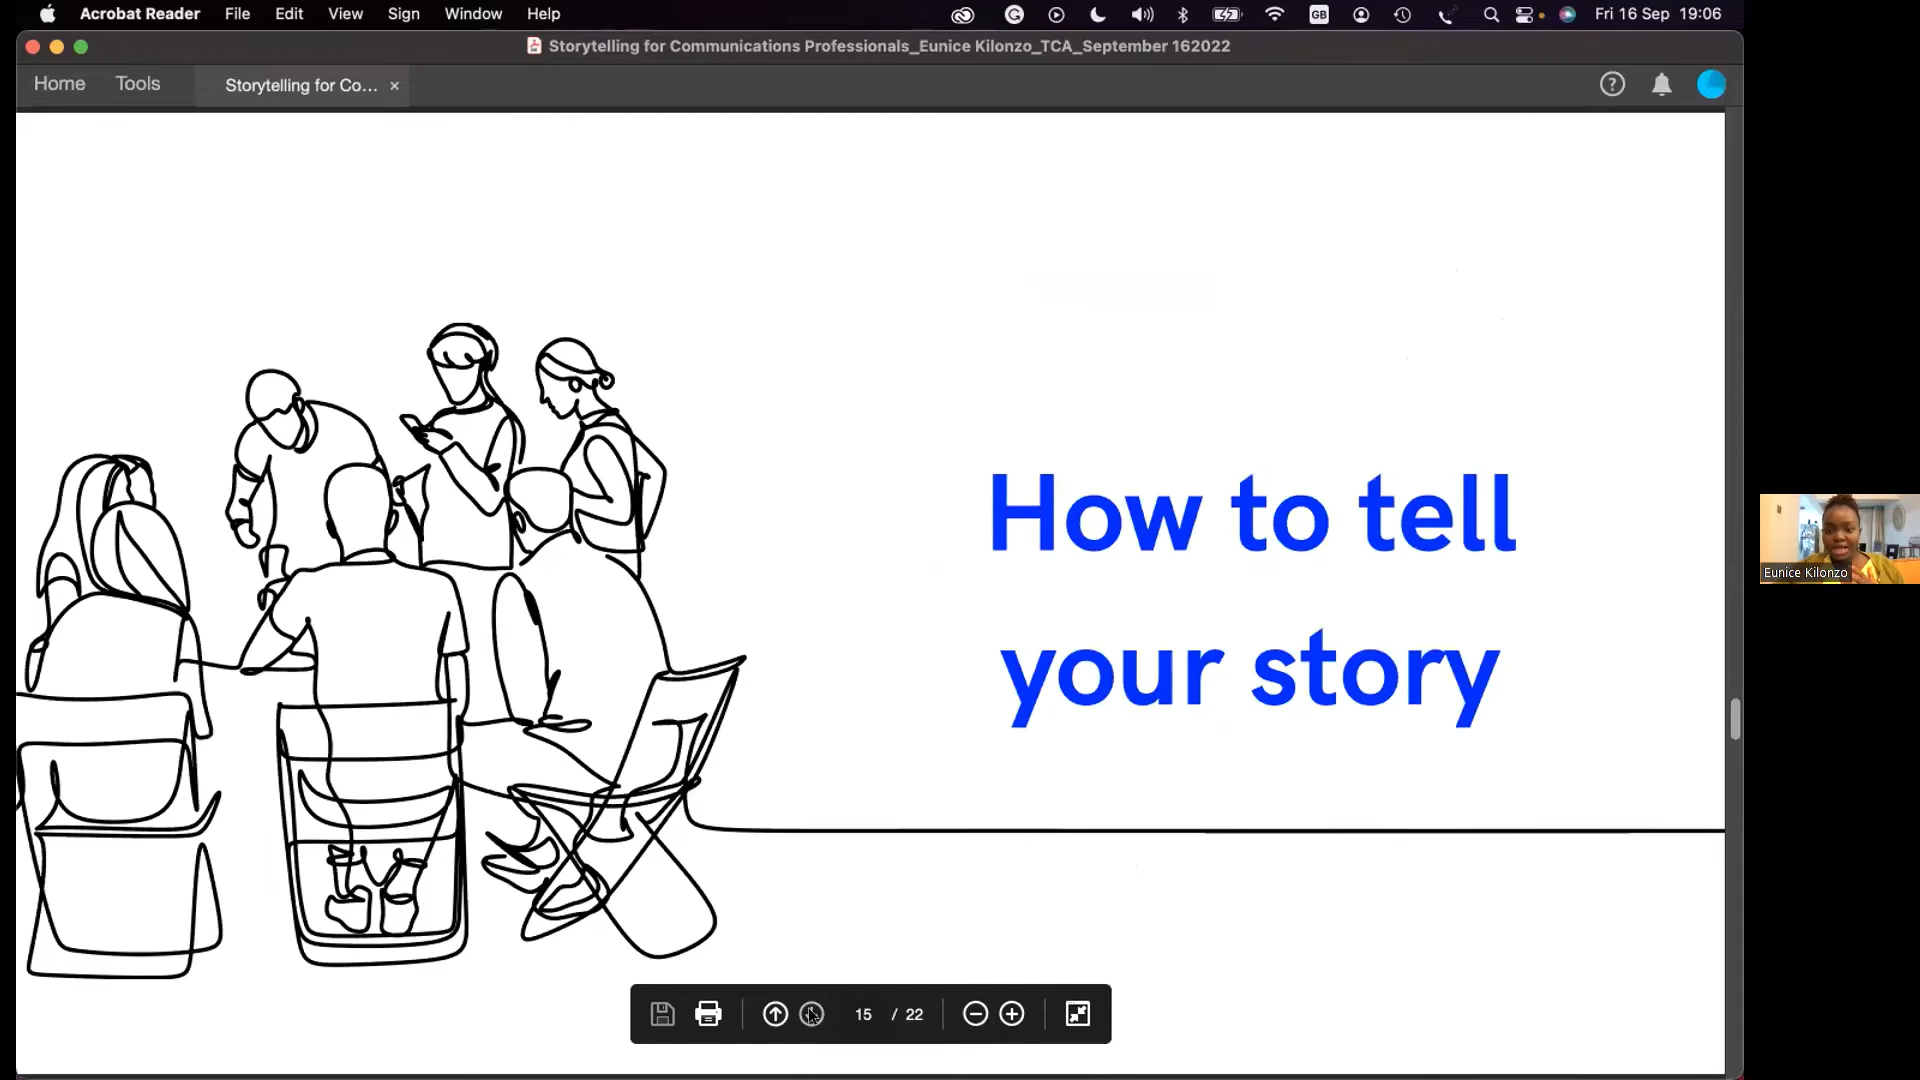 Acrobat Reader File Edit View Sign Window Help GB Fri 16 Sep 19:06
Storytelling for Communications Professionals_Eunice Kilonzo_TCA_September 162022
Home Tools Storytelling for Co... ×
How to tell
your story
Eunice Kilonzo
15 / 22